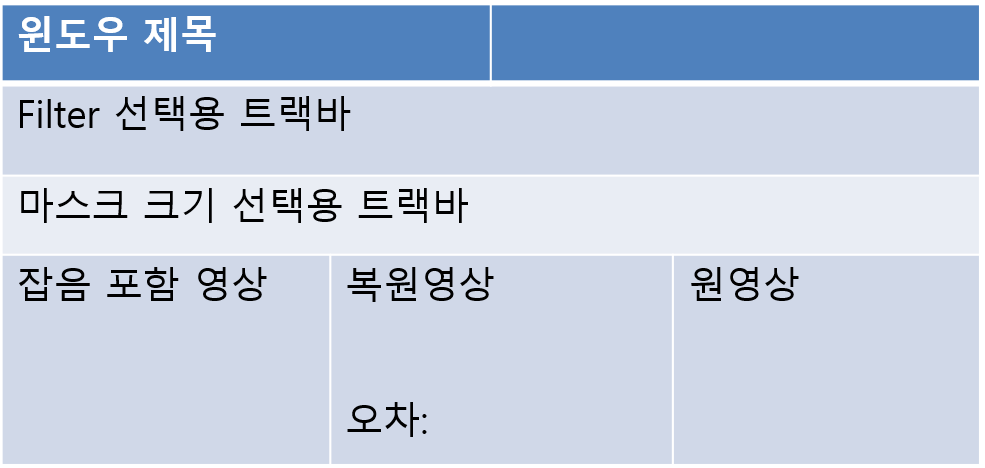 윈도우 제목
Filter 선택용 트랙바
마스크 크기 선택용 트랙바
잡음 포함 영상
복원영상
오차:
원영상